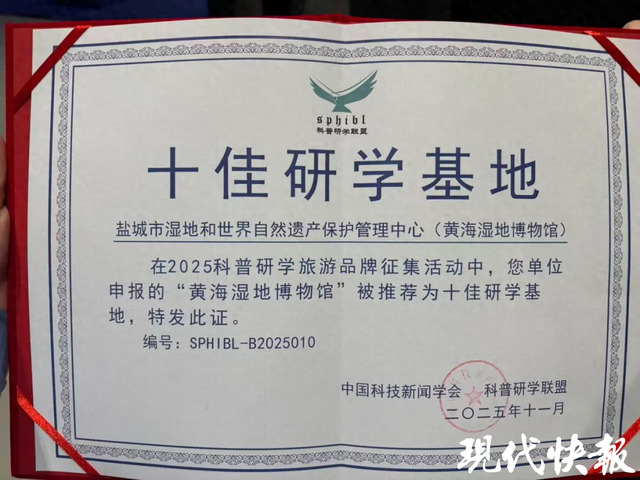 sphibl
科普研学联盟
十佳研学基地
盐城市湿地和世界自然遗产保护管理中心（黄海湿地博物馆）
在2025科普研学旅游品牌征集活动中，您单位
申报的“黄海湿地博物馆”被推荐为十佳研学基
地，特发此证。
编号：SPHIBL-B2025010
中国科技新闻学会 科普研学联盟
二〇二五年十一月
现代快報